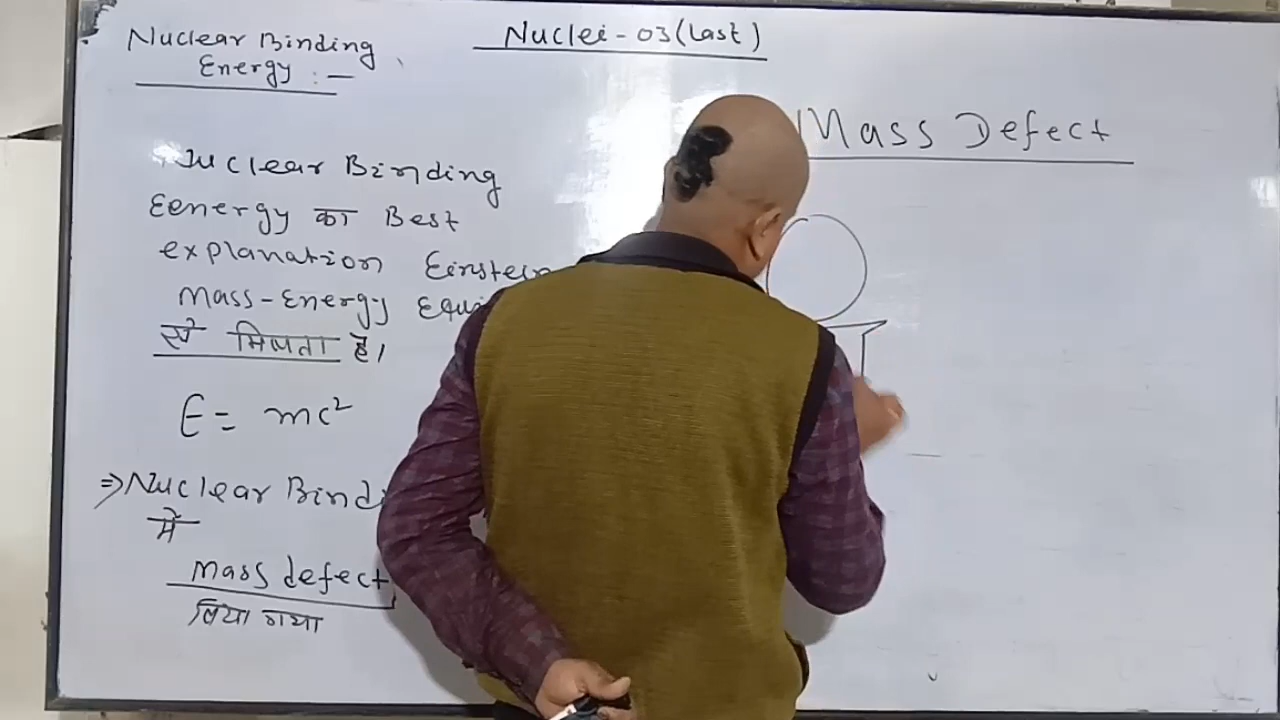 Nuclei - 03 (Last)
Nuclear Binding
Energy : —
Nuclear Binding
Eenergy का Best
explanation
Mass-Energy
से मिलता है।
E = mc²
⇒ Nuclear
में
mass defect
लिया गया
Mass Defect